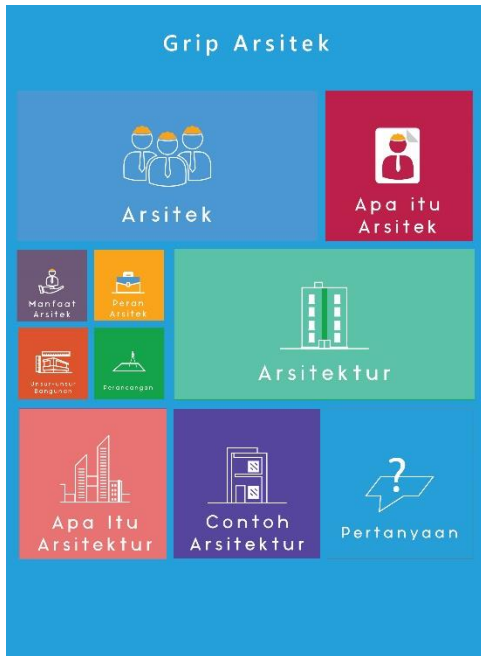 Grip Arsitek
Arsitek
Apa itu
Arsitek
Manfaat
Arsitek
Peran
Arsitek
Unsur-unsur
Bangunan
Perancangan
Arsitektur
Apa Itu
Arsitektur
Contoh
Arsitektur
?
Pertanyaan